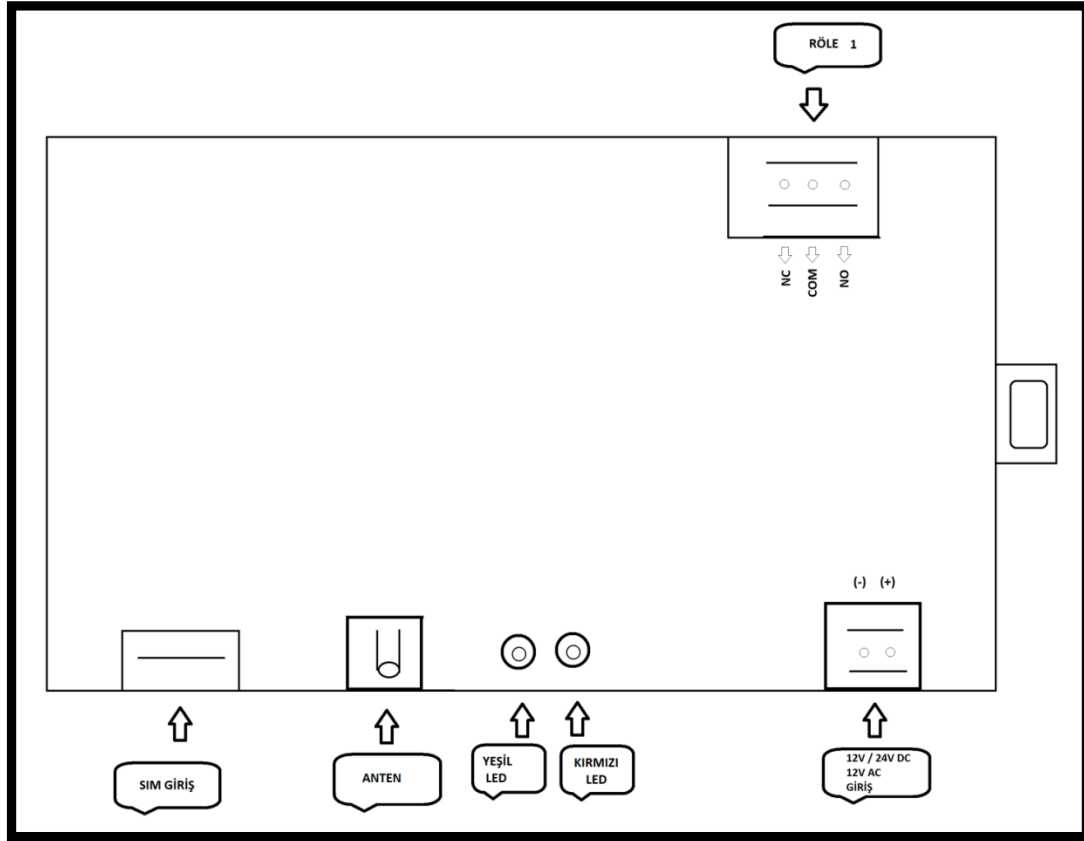 RÖLE 1
NC
COM
NO
(-) (+)
SIM GİRİŞ
ANTEN
YEŞİL
LED
KIRMIZI
LED
12V / 24V DC
12V AC
GİRİŞ